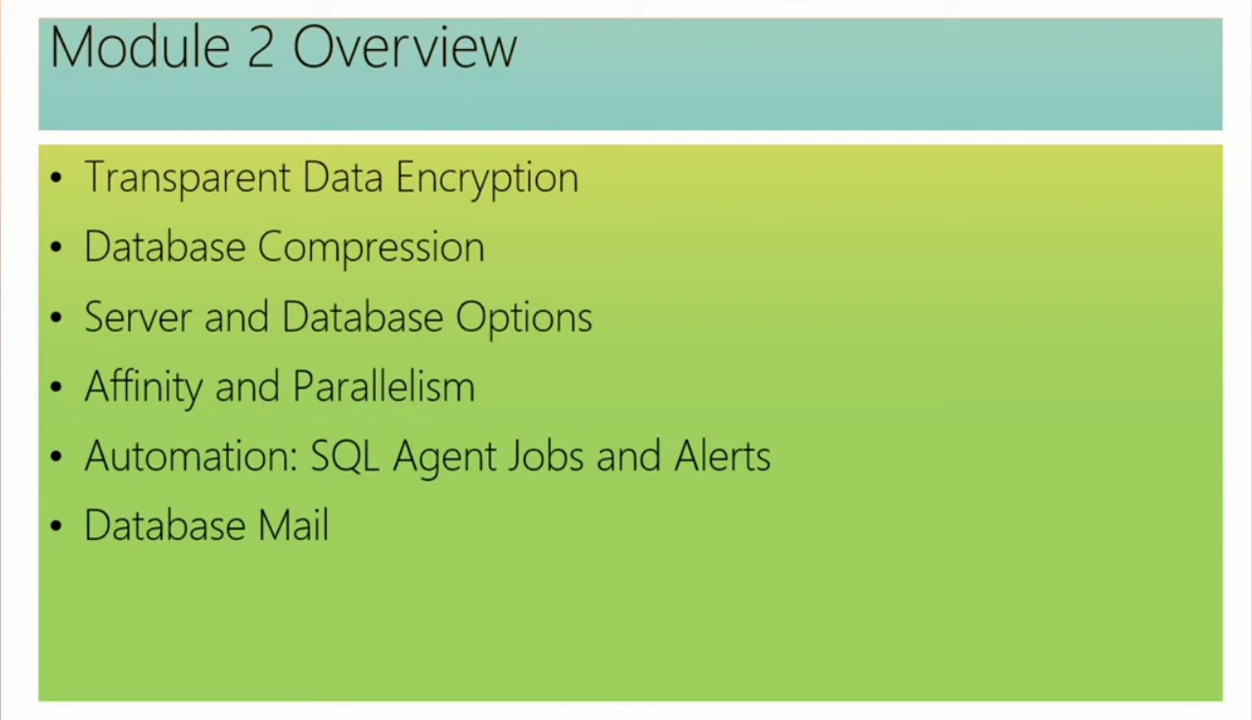 Module 2 Overview
• Transparent Data Encryption
• Database Compression
• Server and Database Options
• Affinity and Parallelism
• Automation: SQL Agent Jobs and Alerts
• Database Mail